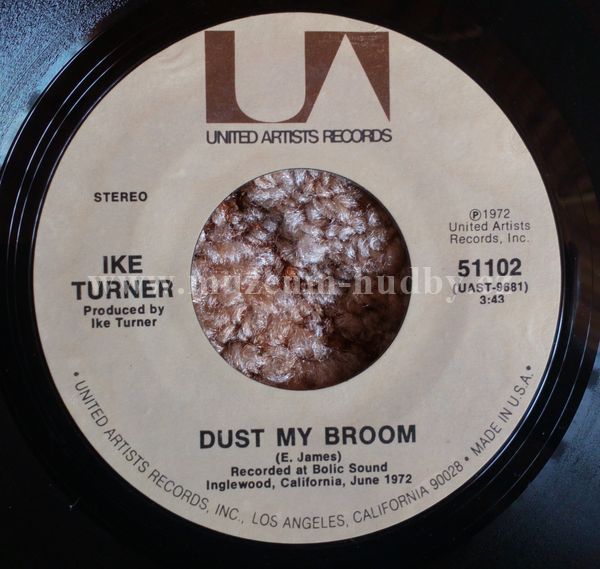 UA
UNITED ARTISTS RECORDS
STEREO
℗1972
United Artists
Records, Inc.
IKE
TURNER
Produced by
Ike Turner
51102
(UAST-9681)
3:43
www.muzeum-hudby
DUST MY BROOM
(E. James)
Recorded at Bolic Sound
Inglewood, California, June 1972
• UNITED ARTISTS RECORDS, INC., LOS ANGELES, CALIFORNIA 90028 • MADE IN U.S.A. •